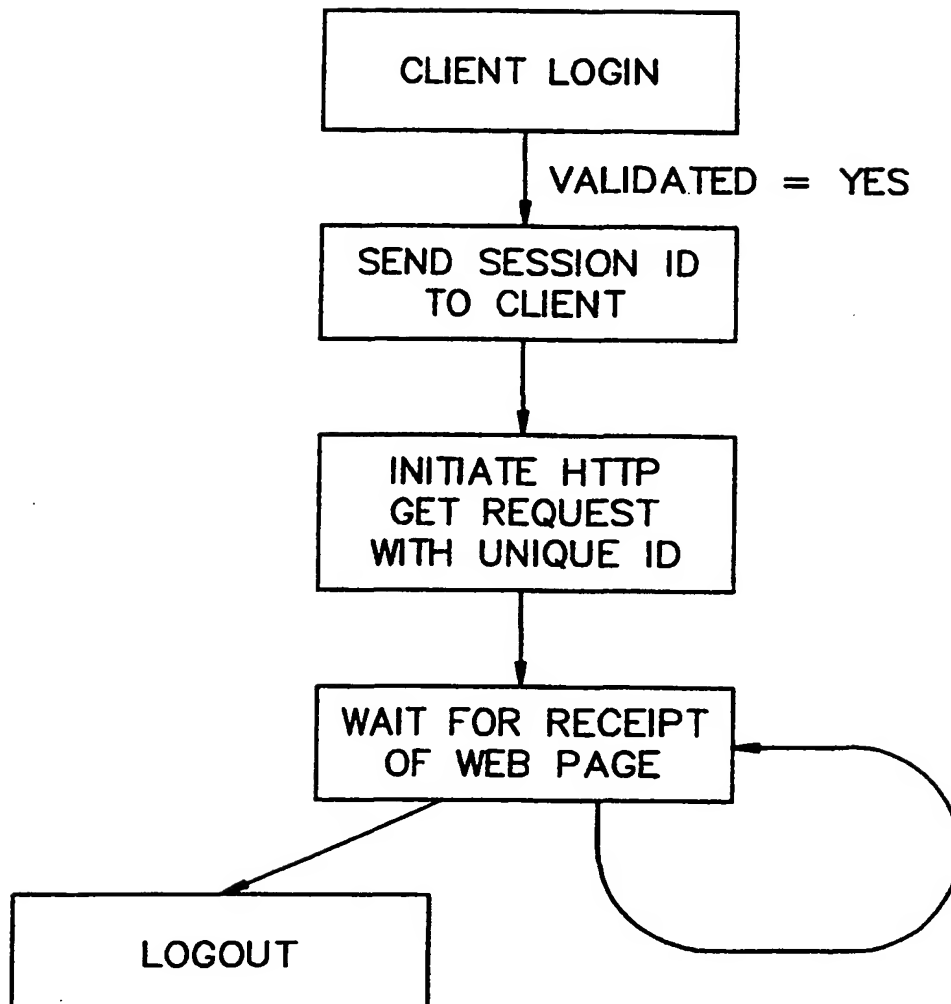 CLIENT LOGIN
VALIDATED = YES
SEND SESSION ID
TO CLIENT
INITIATE HTTP
GET REQUEST
WITH UNIQUE ID
WAIT FOR RECEIPT
OF WEB PAGE
LOGOUT